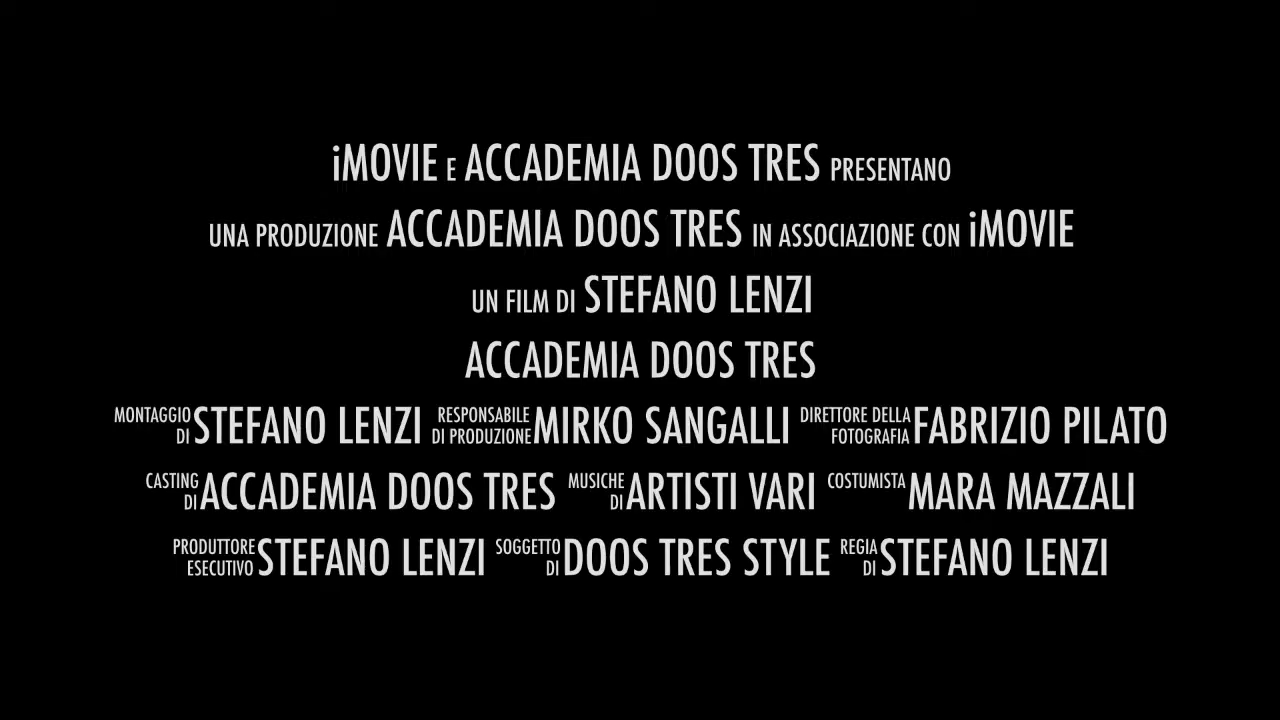 iMOVIE E ACCADEMIA DOOS TRES PRESENTANO
UNA PRODUZIONE ACCADEMIA DOOS TRES IN ASSOCIAZIONE CON iMOVIE
UN FILM DI STEFANO LENZI
ACCADEMIA DOOS TRES
MONTAGGIO DI STEFANO LENZI RESPONSABILE DI PRODUZIONE MIRKO SANGALLI DIRETTORE DELLA FOTOGRAFIA FABRIZIO PILATO
CASTING DI ACCADEMIA DOOS TRES MUSICHE DI ARTISTI VARI COSTUMISTA MARA MAZZALI
PRODUTTORE ESECUTIVO STEFANO LENZI SOGGETTO DI DOOS TRES STYLE REGIA DI STEFANO LENZI